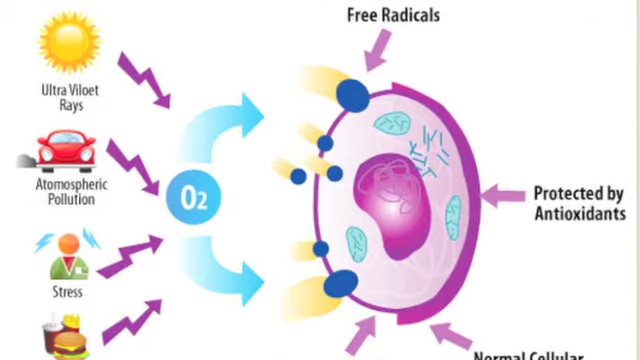 Free Radicals
Ultra Viloet
Rays
Atomospheric
Pollution
O2
Protected by
Antioxidants
Stress
Normal Cellular